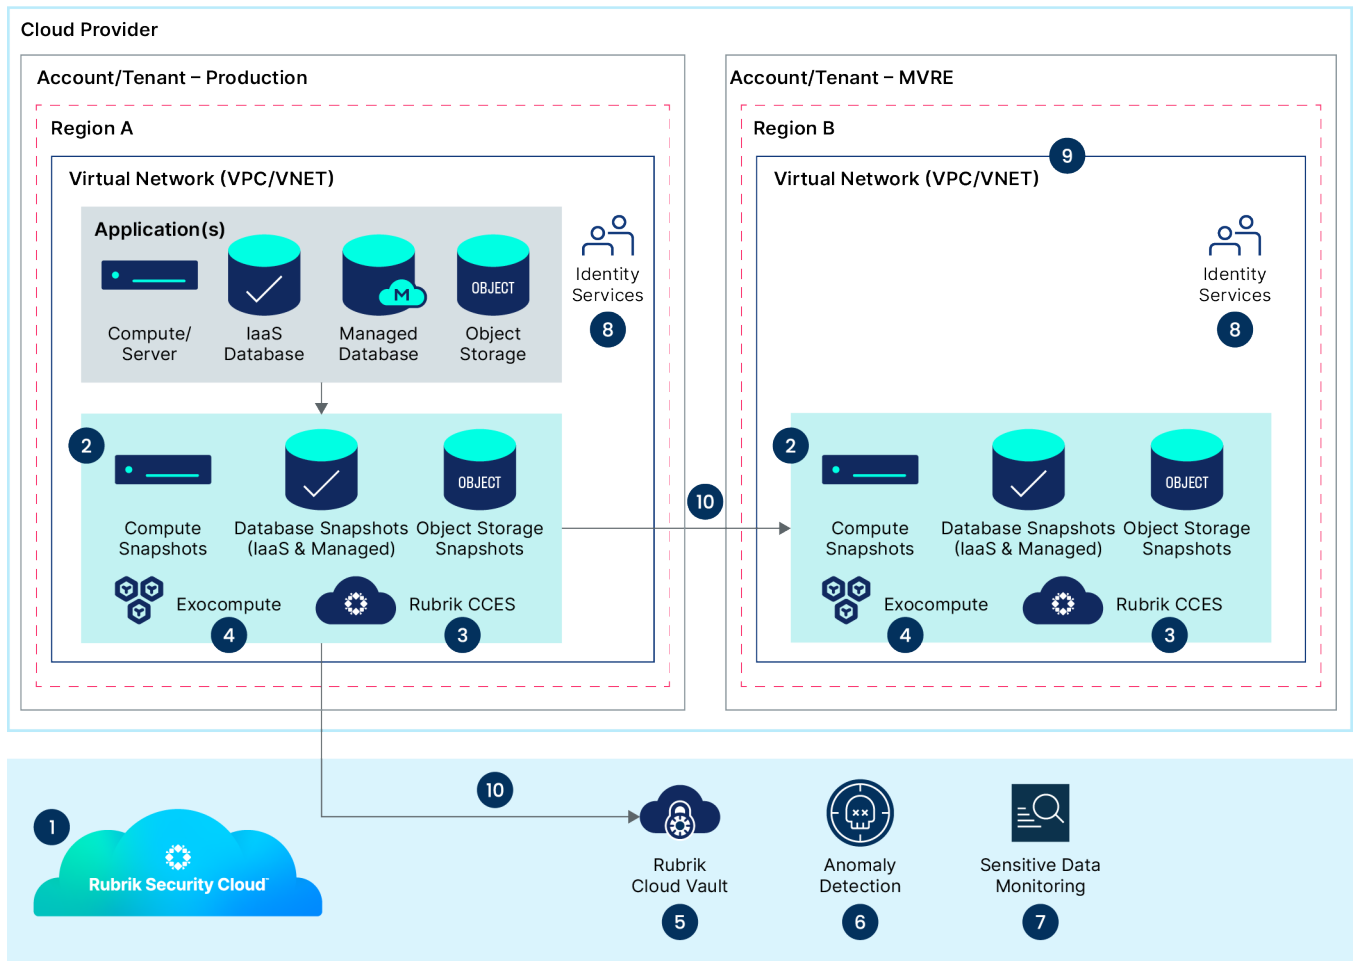 Cloud Provider
Account/Tenant – Production
Region A
Virtual Network (VPC/VNET)
Application(s)
Compute/
Server
IaaS
Database
M
Managed
Database
OBJECT
Object
Storage
Identity
Services
8
2
Compute
Snapshots
Database Snapshots
(IaaS & Managed)
OBJECT
Object Storage
Snapshots
Exocompute
4
Rubrik CCES
3
10
Account/Tenant – MVRE
Region B
9
Virtual Network (VPC/VNET)
Identity
Services
8
2
Compute
Snapshots
Database Snapshots
(IaaS & Managed)
OBJECT
Object Storage
Snapshots
Exocompute
4
Rubrik CCES
3
1
Rubrik Security Cloud™
10
Rubrik
Cloud Vault
5
Anomaly
Detection
6
Sensitive Data
Monitoring
7